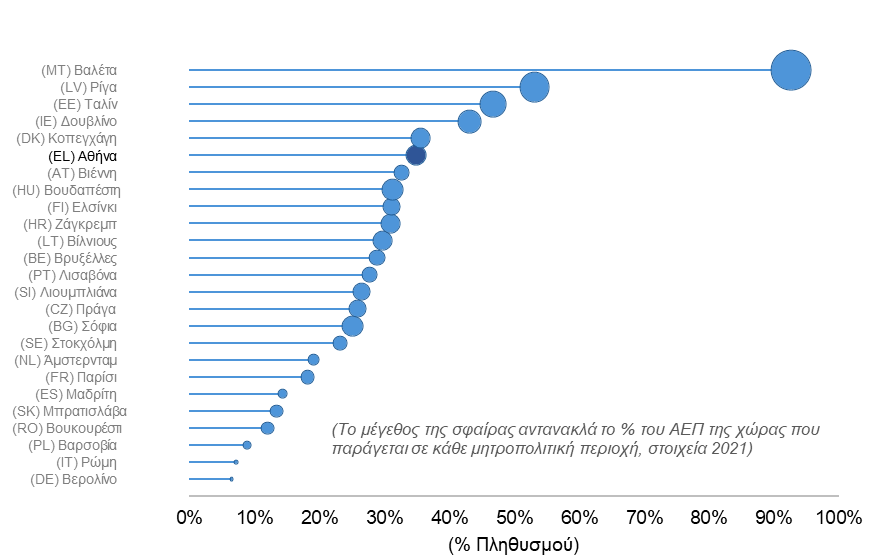 (MT) Βαλέτα
(LV) Ρίγα
(EE) Ταλίν
(IE) Δουβλίνο
(DK) Κοπεγχάγη
(EL) Αθήνα
(AT) Βιέννη
(HU) Βουδαπέστη
(FI) Ελσίνκι
(HR) Ζάγκρεμπ
(LT) Βίλνιους
(BE) Βρυξέλλες
(PT) Λισαβόνα
(SI) Λιουμπλιάνα
(CZ) Πράγα
(BG) Σόφια
(SE) Στοκχόλμη
(NL) Άμστερνταμ
(FR) Παρίσι
(ES) Μαδρίτη
(SK) Μπρατισλάβα
(RO) Βουκουρέστι
(PL) Βαρσοβία
(IT) Ρώμη
(DE) Βερολίνο
(Το μέγεθος της σφαίρας αντανακλά το % του ΑΕΠ της χώρας που
παράγεται σε κάθε μητροπολιτική περιοχή, στοιχεία 2021)
0% 10% 20% 30% 40% 50% 60% 70% 80% 90% 100%
(% Πληθυσμού)